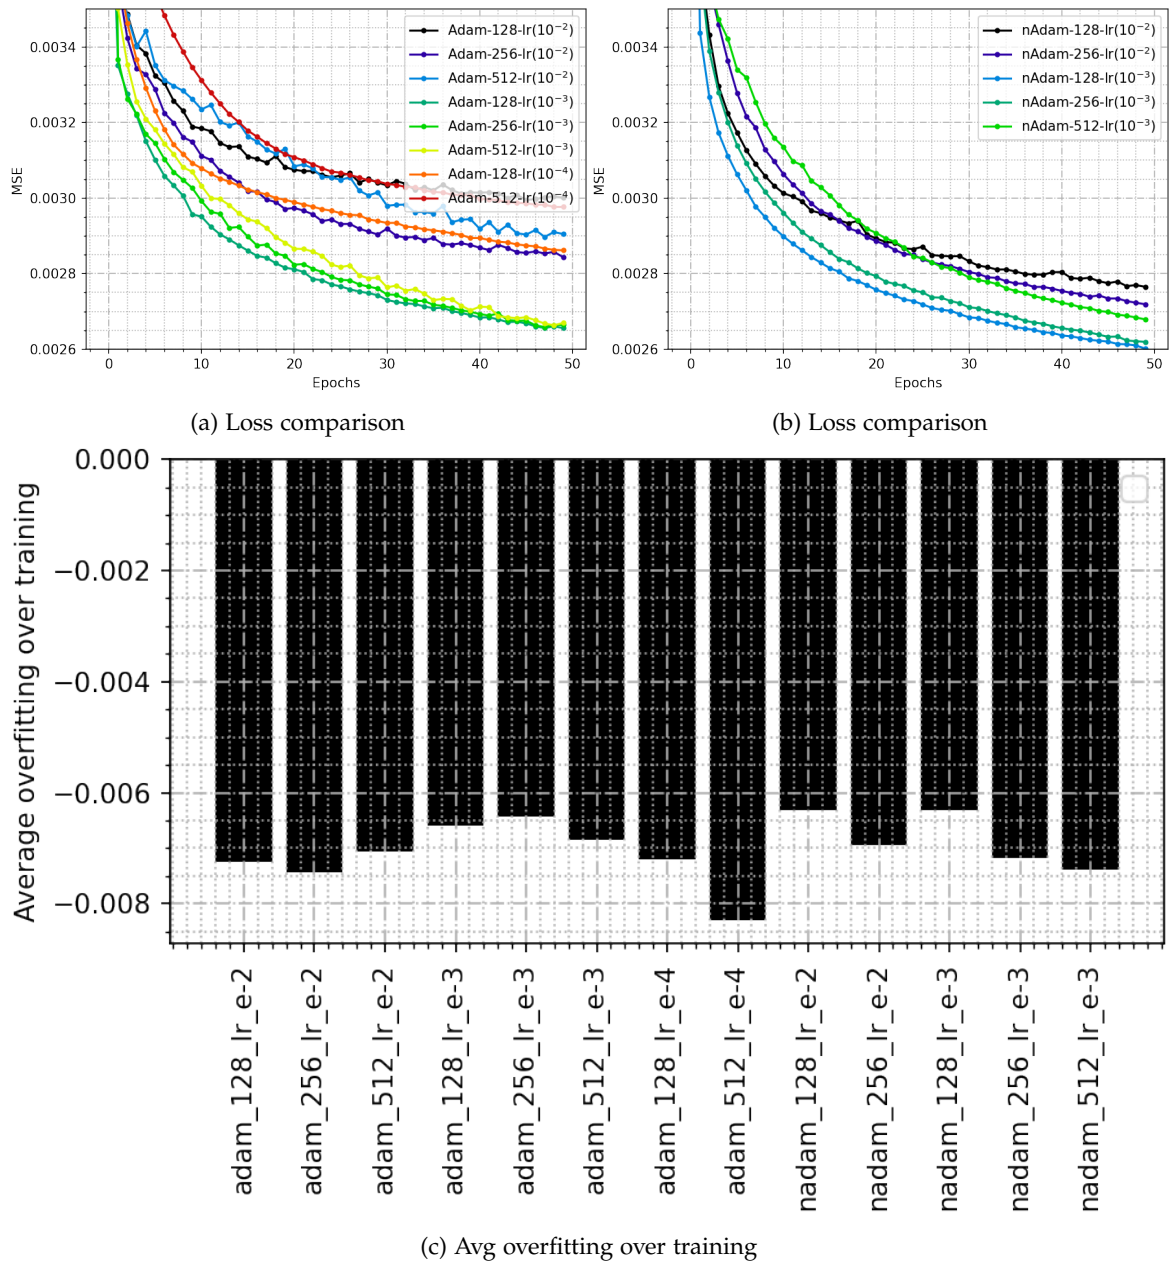 MSE
0.0034
0.0032
0.0030
0.0028
0.0026
0 10 20 30 40 50
Epochs
Adam-128-lr(10⁻²)
Adam-256-lr(10⁻²)
Adam-512-lr(10⁻²)
Adam-128-lr(10⁻³)
Adam-256-lr(10⁻³)
Adam-512-lr(10⁻³)
Adam-128-lr(10⁻⁴)
Adam-512-lr(10⁻⁴)
(a) Loss comparison
MSE
0.0034
0.0032
0.0030
0.0028
0.0026
0 10 20 30 40 50
Epochs
nAdam-128-lr(10⁻²)
nAdam-256-lr(10⁻²)
nAdam-128-lr(10⁻³)
nAdam-256-lr(10⁻³)
nAdam-512-lr(10⁻³)
(b) Loss comparison
Average overfitting over training
0.000
−0.002
−0.004
−0.006
−0.008
adam_128_lr_e-2
adam_256_lr_e-2
adam_512_lr_e-2
adam_128_lr_e-3
adam_256_lr_e-3
adam_512_lr_e-3
adam_128_lr_e-4
adam_512_lr_e-4
nadam_128_lr_e-2
nadam_256_lr_e-2
nadam_128_lr_e-3
nadam_256_lr_e-3
nadam_512_lr_e-3
(c) Avg overfitting over training